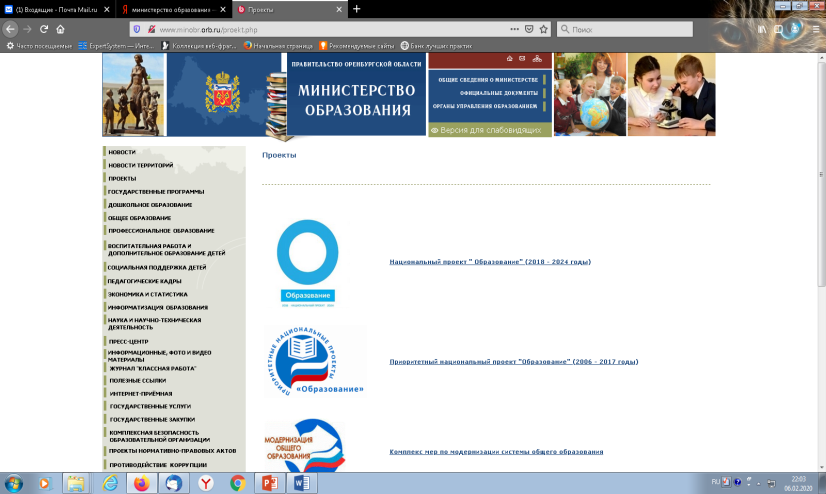 (1) Входящие - Почта Mail.ru
министерство образование —
Проекты
www.minobr.orb.ru/proekt.php
Поиск
Часто посещаемые
ExpertSystem — Инте...
Коллекция веб-фраг...
Начальная страница
Рекомендуемые сайты
Банк лучших практик
ПРАВИТЕЛЬСТВО ОРЕНБУРГСКОЙ ОБЛАСТИ
МИНИСТЕРСТВО
ОБРАЗОВАНИЯ
ОБЩИЕ СВЕДЕНИЯ О МИНИСТЕРСТВЕ
ОФИЦИАЛЬНЫЕ ДОКУМЕНТЫ
ОРГАНЫ УПРАВЛЕНИЯ ОБРАЗОВАНИЕМ
Версия для слабовидящих
НОВОСТИ
НОВОСТИ ТЕРРИТОРИЙ
ПРОЕКТЫ
ГОСУДАРСТВЕННЫЕ ПРОГРАММЫ
ДОШКОЛЬНОЕ ОБРАЗОВАНИЕ
ОБЩЕЕ ОБРАЗОВАНИЕ
ПРОФЕССИОНАЛЬНОЕ ОБРАЗОВАНИЕ
ВОСПИТАТЕЛЬНАЯ РАБОТА И
ДОПОЛНИТЕЛЬНОЕ ОБРАЗОВАНИЕ ДЕТЕЙ
СОЦИАЛЬНАЯ ПОДДЕРЖКА ДЕТЕЙ
ПЕДАГОГИЧЕСКИЕ КАДРЫ
ЭКОНОМИКА И СТАТИСТИКА
ИНФОРМАТИЗАЦИЯ ОБРАЗОВАНИЯ
НАУКА И НАУЧНО-ТЕХНИЧЕСКАЯ
ДЕЯТЕЛЬНОСТЬ
ПРЕСС-ЦЕНТР
ИНФОРМАЦИОННЫЕ, ФОТО И ВИДЕО
МАТЕРИАЛЫ
ЖУРНАЛ "КЛАССНАЯ РАБОТА"
ПОЛЕЗНЫЕ ССЫЛКИ
ИНТЕРНЕТ-ПРИЁМНАЯ
ГОСУДАРСТВЕННЫЕ УСЛУГИ
ГОСУДАРСТВЕННЫЕ ЗАКУПКИ
КОМПЛЕКСНАЯ БЕЗОПАСНОСТЬ
ОБРАЗОВАТЕЛЬНОЙ ОРГАНИЗАЦИИ
ПРОЕКТЫ НОРМАТИВНО-ПРАВОВЫХ АКТОВ
ПРОТИВОДЕЙСТВИЕ КОРРУПЦИИ
Проекты
Образование
Национальный проект " Образование" (2018 - 2024 годы)
ПРИОРИТЕТНЫЕ НАЦИОНАЛЬНЫЕ ПРОЕКТЫ
«Образование»
Приоритетный национальный проект "Образование" (2006 - 2017 годы)
МОДЕРНИЗАЦИЯ
ОБЩЕГО
ОБРАЗОВАНИЯ
Комплекс мер по модернизации системы общего образования
RU
22:03
06.02.2020